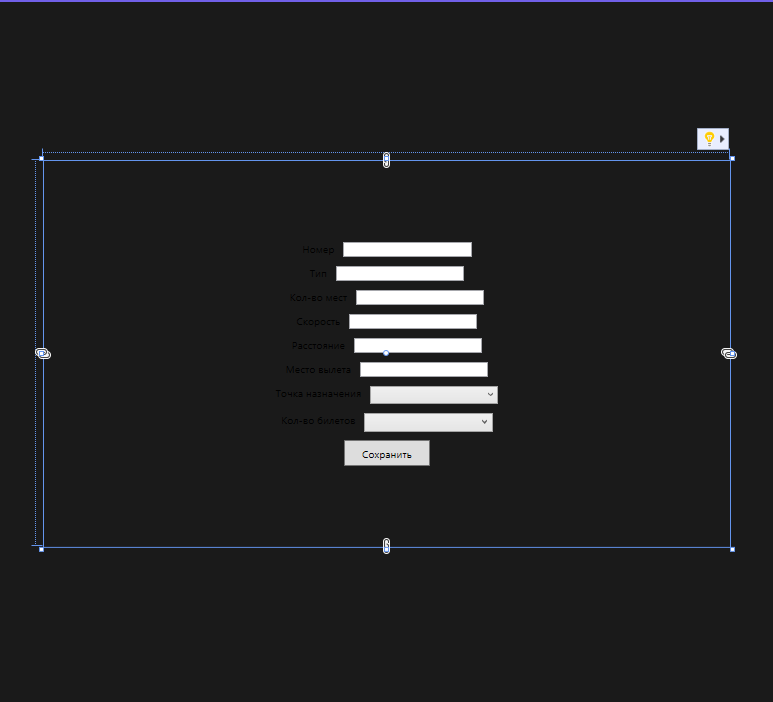 Номер
Тип
Кол-во мест
Скорость
Расстояние
Место вылета
Точка назначения
Кол-во билетов
Сохранить